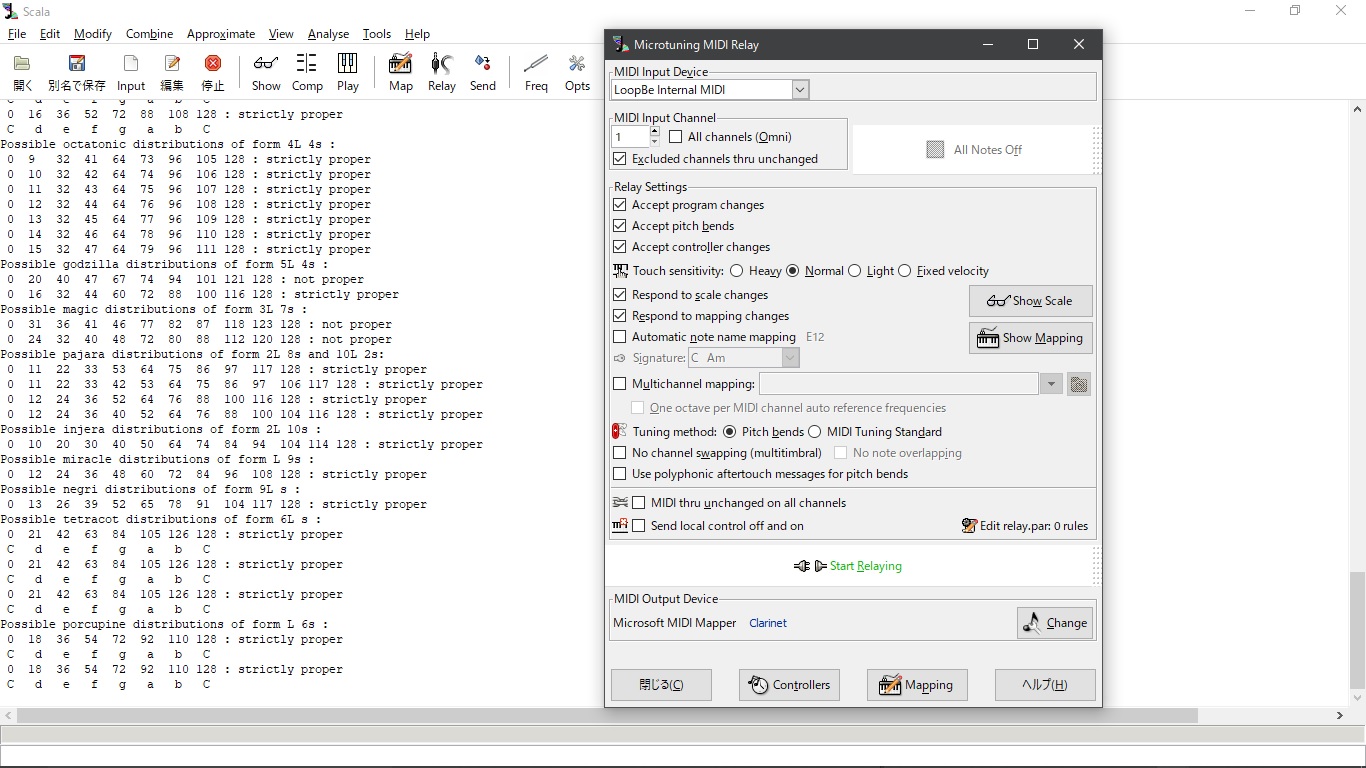 Scala
File Edit Modify Combine Approximate View Analyse Tools Help
開く 別名で保存 Input 編集 停止 Show Comp Play Map Relay Send Freq Opts
C d e f g a b C
0 16 36 52 72 88 108 128 : strictly proper
C d e f g a b C
Possible octatonic distributions of form 4L 4s :
0 9 32 41 64 73 96 105 128 : strictly proper
0 10 32 42 64 74 96 106 128 : strictly proper
0 11 32 43 64 75 96 107 128 : strictly proper
0 12 32 44 64 76 96 108 128 : strictly proper
0 13 32 45 64 77 96 109 128 : strictly proper
0 14 32 46 64 78 96 110 128 : strictly proper
0 15 32 47 64 79 96 111 128 : strictly proper
Possible godzilla distributions of form 5L 4s :
0 20 40 47 67 74 94 101 121 128 : not proper
0 16 32 44 60 72 88 100 116 128 : strictly proper
Possible magic distributions of form 3L 7s :
0 31 36 41 46 77 82 87 118 123 128 : not proper
0 24 32 40 48 72 80 88 112 120 128 : not proper
Possible pajara distributions of form 2L 8s and 10L 2s:
0 11 22 33 53 64 75 86 97 117 128 : strictly proper
0 11 22 33 42 53 64 75 86 97 106 117 128 : strictly proper
0 12 24 36 52 64 76 88 100 116 128 : strictly proper
0 12 24 36 40 52 64 76 88 100 104 116 128 : strictly proper
Possible injera distributions of form 2L 10s :
0 10 20 30 40 50 64 74 84 94 104 114 128 : strictly proper
Possible miracle distributions of form L 9s :
0 12 24 36 48 60 72 84 96 108 128 : strictly proper
Possible negri distributions of form 9L s :
0 13 26 39 52 65 78 91 104 117 128 : strictly proper
Possible tetracot distributions of form 6L s :
0 21 42 63 84 105 126 128 : strictly proper
C d e f g a b C
0 21 42 63 84 105 126 128 : strictly proper
C d e f g a b C
0 21 42 63 84 105 126 128 : strictly proper
C d e f g a b C
Possible porcupine distributions of form L 6s :
0 18 36 54 72 92 110 128 : strictly proper
C d e f g a b C
0 18 36 54 72 92 110 128 : strictly proper
C d e f g a b C
Microtuning MIDI Relay
MIDI Input Device
LoopBe Internal MIDI
MIDI Input Channel
1 All channels (Omni)
Excluded channels thru unchanged
All Notes Off
Relay Settings
Accept program changes
Accept pitch bends
Accept controller changes
Touch sensitivity: Heavy Normal Light Fixed velocity
Respond to scale changes
Show Scale
Respond to mapping changes
Automatic note name mapping E12
Show Mapping
Signature: C Am
Multichannel mapping:
One octave per MIDI channel auto reference frequencies
Tuning method: Pitch bends MIDI Tuning Standard
No channel swapping (multitimbral) No note overlapping
Use polyphonic aftertouch messages for pitch bends
MIDI thru unchanged on all channels
Send local control off and on Edit relay.par: 0 rules
Start Relaying
MIDI Output Device
Microsoft MIDI Mapper Clarinet Change
閉じる(C) Controllers Mapping ヘルプ(H)